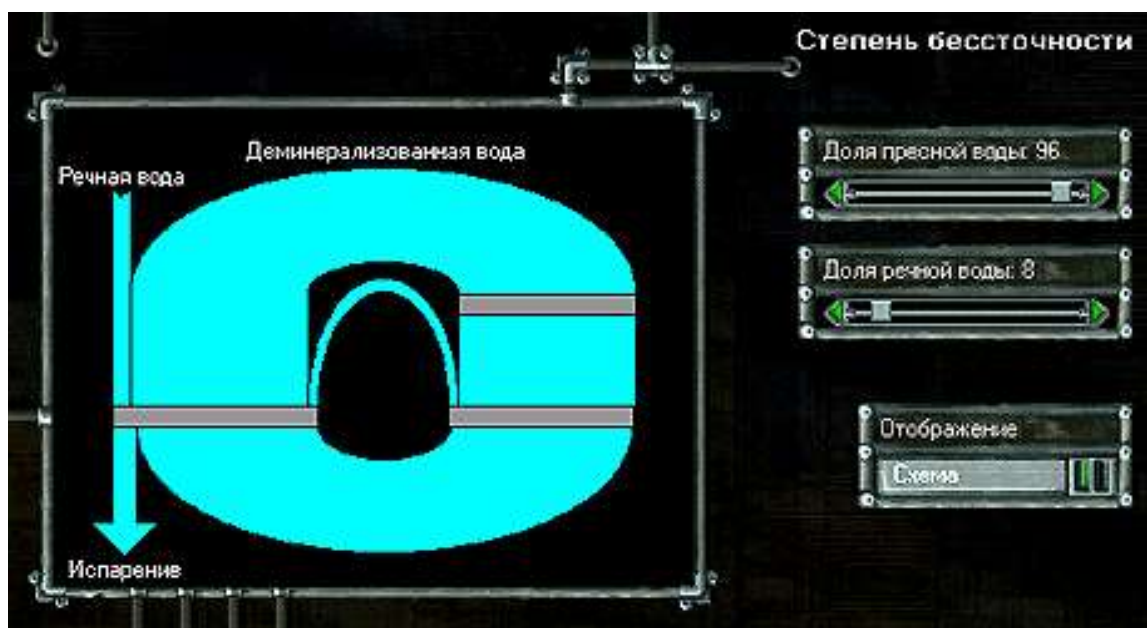 Степень бессточности
Деминерализованная вода
Речная вода
Доля пресной воды: 96
Доля речной воды: 8
Отображение
Схема
Испарение